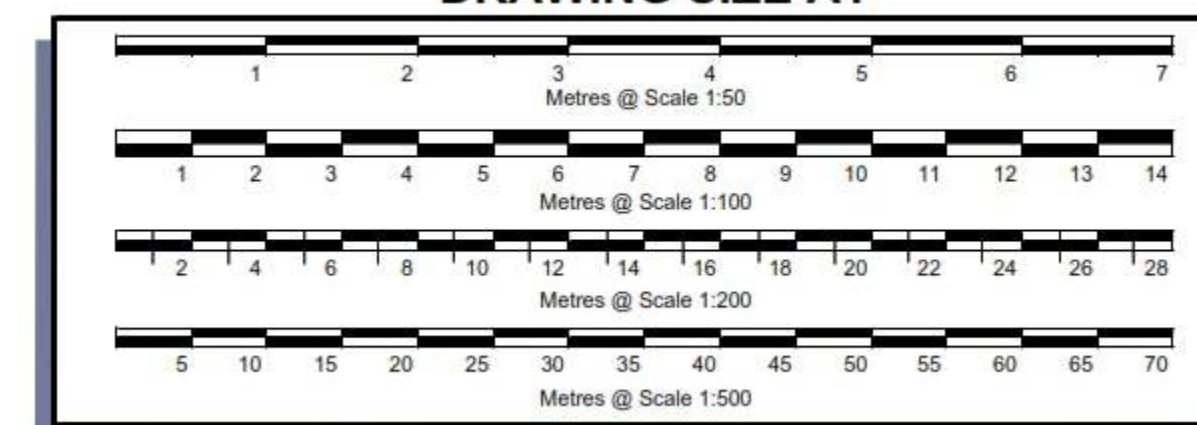 DRAWING SIZE A1
1 2 3 4 5 6 7
Metres @ Scale 1:50
1 2 3 4 5 6 7 8 9 10 11 12 13 14
Metres @ Scale 1:100
2 4 6 8 10 12 14 16 18 20 22 24 26 28
Metres @ Scale 1:200
5 10 15 20 25 30 35 40 45 50 55 60 65 70
Metres @ Scale 1:500